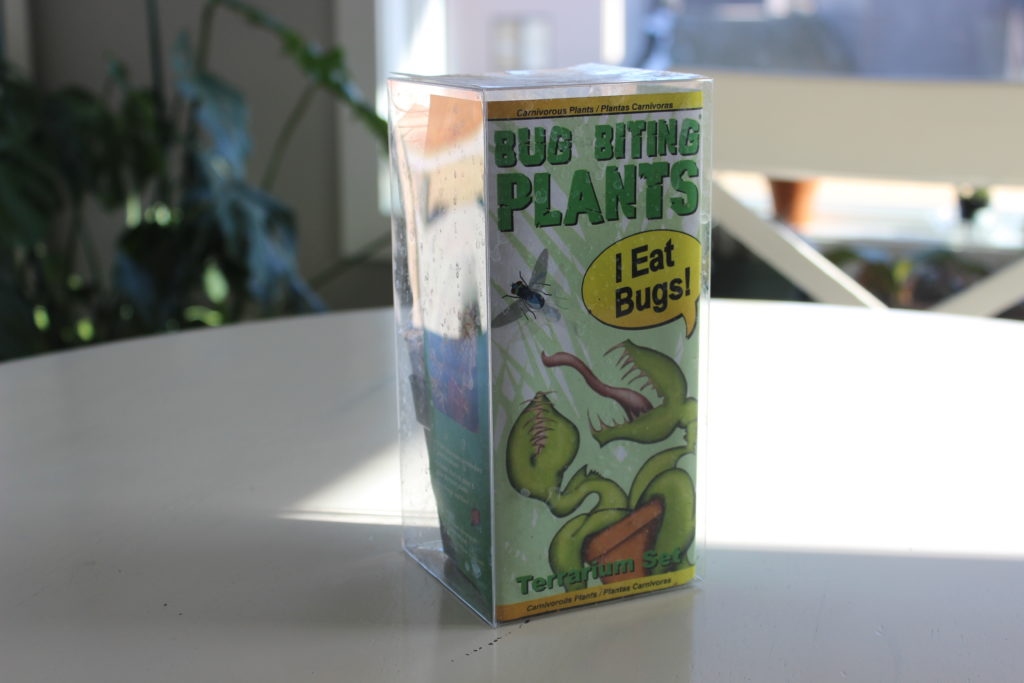 Carnivorous Plants / Plantas Carnivoras
BUG BITING
PLANTS
I Eat
Bugs!
Terrarium Set
Carnivorous Plants / Plantas Carnivoras